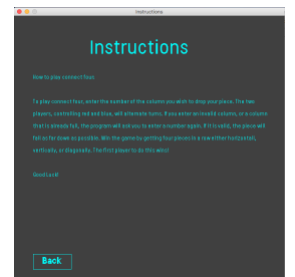 Instructions
Instructions
How to play connect four:
To play connect four, enter the number of the column you wish to drop your piece. The two
players, controlling red and blue, will alternate turns. If you enter an invalid column, or a column
that is already full, the program will ask you to enter a number again. If it is valid, the piece will
fall as far down as possible. Win the game by getting four pieces in a row either horizontally,
vertically, or diagonally. The first player to do this wins!
Good Luck!
Back